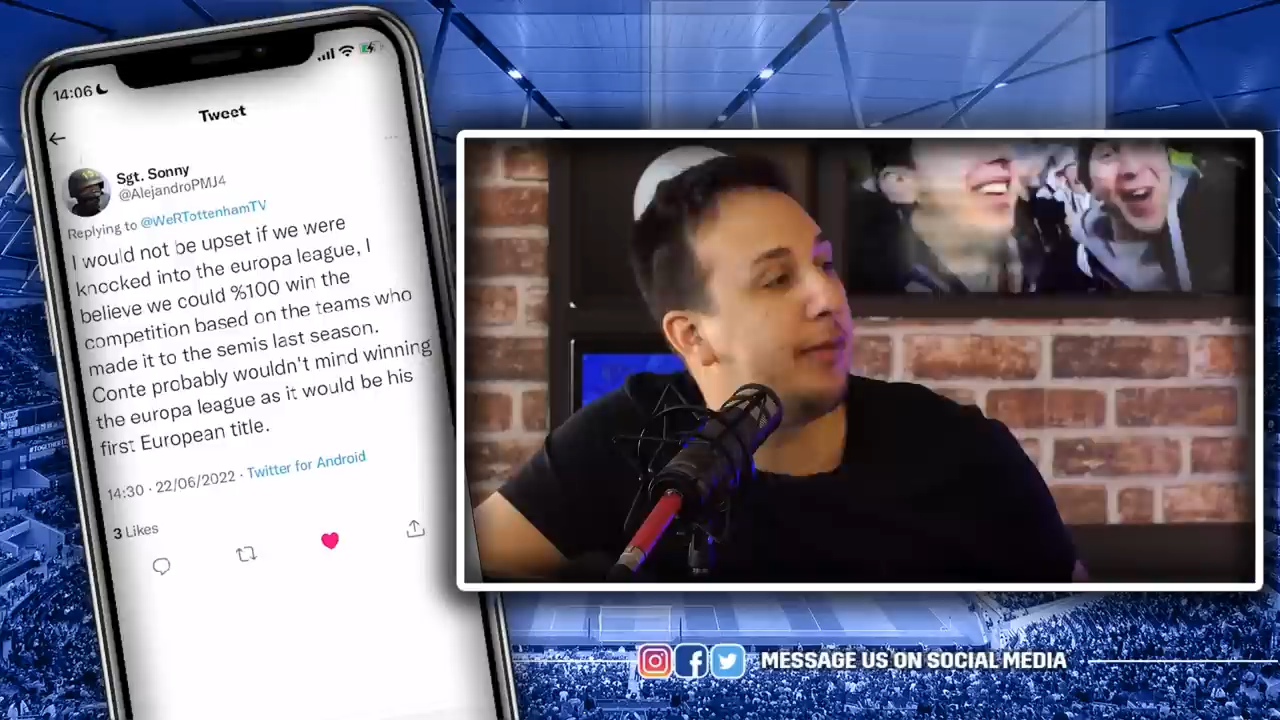 14:06
Tweet
Sgt. Sonny
@AlejandroPMJ4
Replying to @WeRTottenhamTV
I would not be upset if we were
knocked into the europa league, I
believe we could %100 win the
competition based on the teams who
made it to the semis last season.
Conte probably wouldn't mind winning
the europa league as it would be his
first European title.
14:30 · 22/06/2022 · Twitter for Android
3 Likes
MESSAGE US ON SOCIAL MEDIA